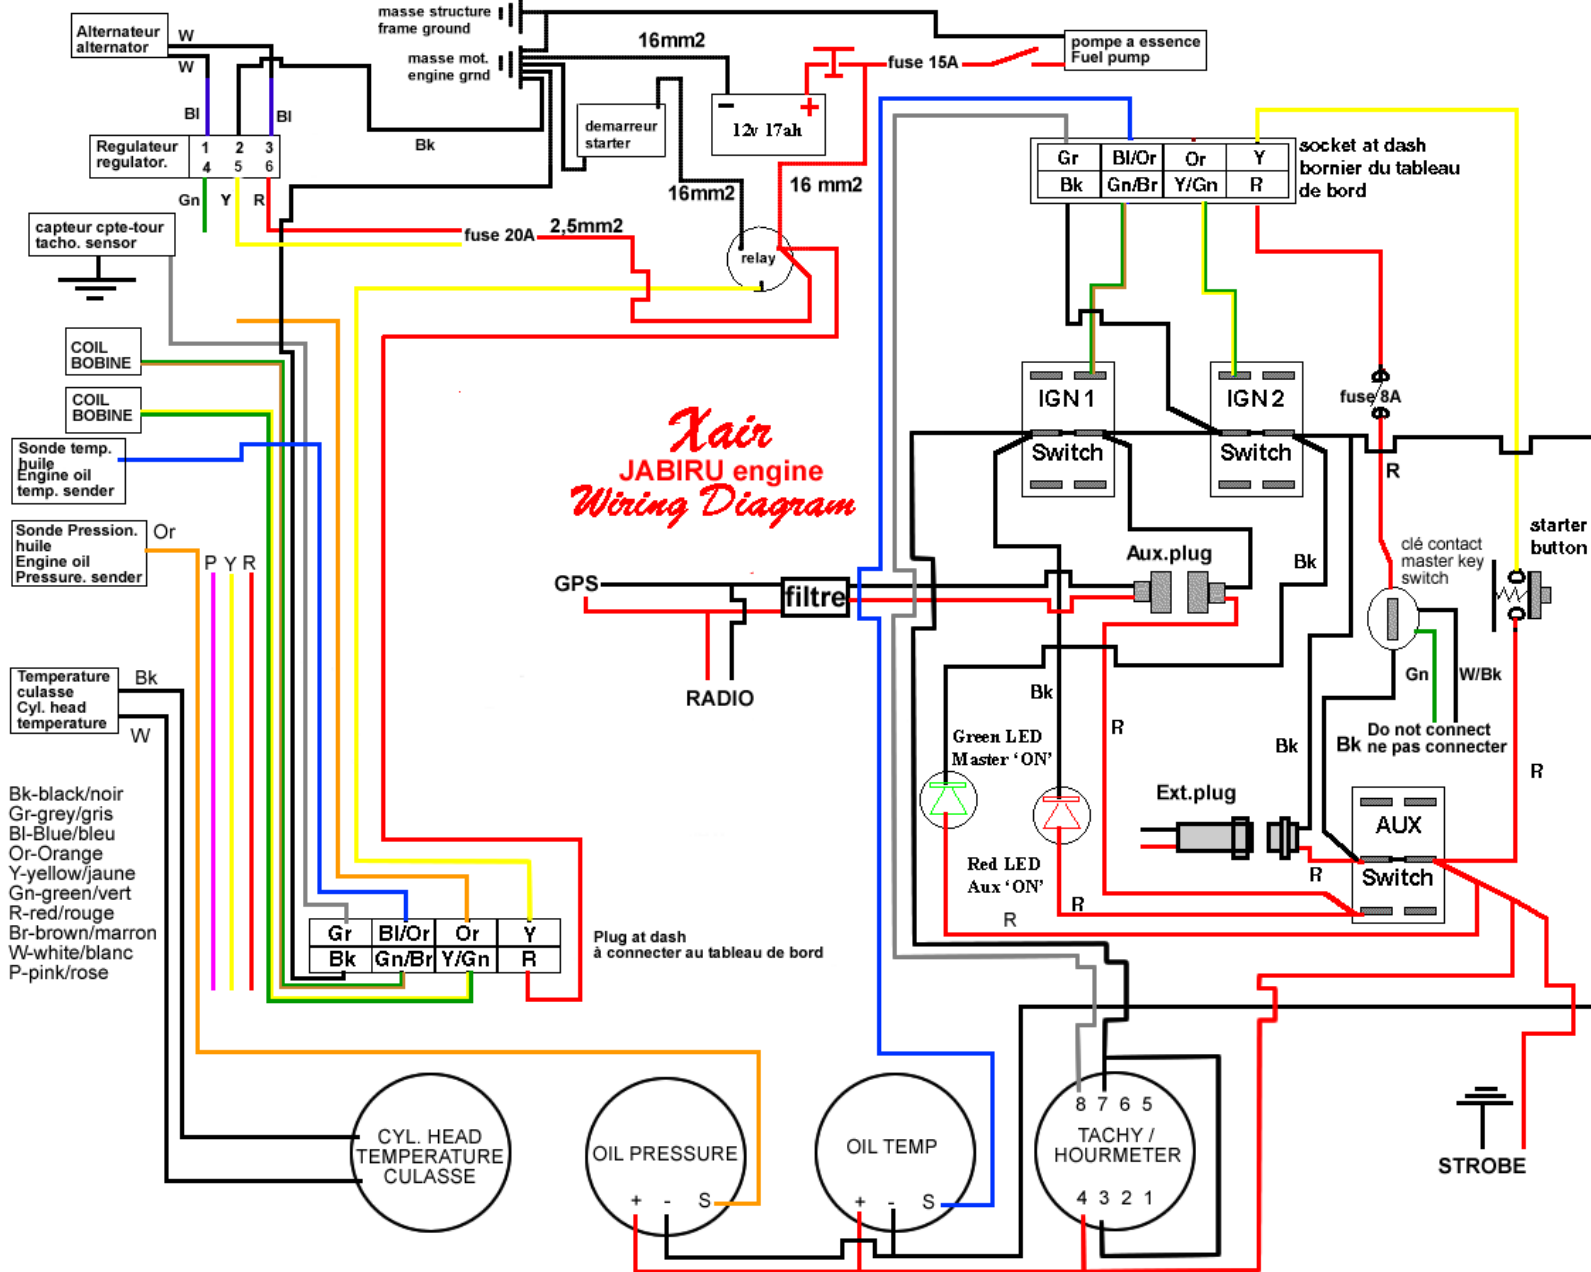 masse structure
frame ground
Alternateur
alternator
W
W
masse mot.
engine grnd
16mm2
fuse 15A
pompe a essence
Fuel pump
Bl
Bl
Bk
demarreur
starter
- +
12v 17ah
Regulateur
regulator.
1 2 3
4 5 6
Gn Y R
16mm2
16 mm2
Gr Bl/Or Or Y
Bk Gn/Br Y/Gn R
socket at dash
bornier du tableau
de bord
capteur cpte-tour
tacho. sensor
fuse 20A
2,5mm2
relay
COIL
BOBINE
COIL
BOBINE
Sonde temp.
huile
Engine oil
temp. sender
Sonde Pression.
huile
Engine oil
Pressure. sender
Or
P Y R
Xair
JABIRU engine
Wiring Diagram
IGN 1
Switch
IGN 2
Switch
fuse 8A
R
clé contact
master key
switch
starter
button
Aux.plug
Bk
GPS
filtre
RADIO
Temperature
culasse
Cyl. head
temperature
Bk
W
Bk
R
Gn
W/Bk
Do not connect
ne pas connecter
Bk
Bk
R
Green LED
Master ‘ON’
Ext.plug
AUX
Switch
Red LED
Aux ‘ON’
R
R
R
Bk-black/noir
Gr-grey/gris
Bl-Blue/bleu
Or-Orange
Y-yellow/jaune
Gn-green/vert
R-red/rouge
Br-brown/marron
W-white/blanc
P-pink/rose
Gr Bl/Or Or Y
Bk Gn/Br Y/Gn R
Plug at dash
à connecter au tableau de bord
CYL. HEAD
TEMPERATURE
CULASSE
OIL PRESSURE
+ - S
OIL TEMP
+ - S
8 7 6 5
TACHY /
HOURMETER
4 3 2 1
STROBE